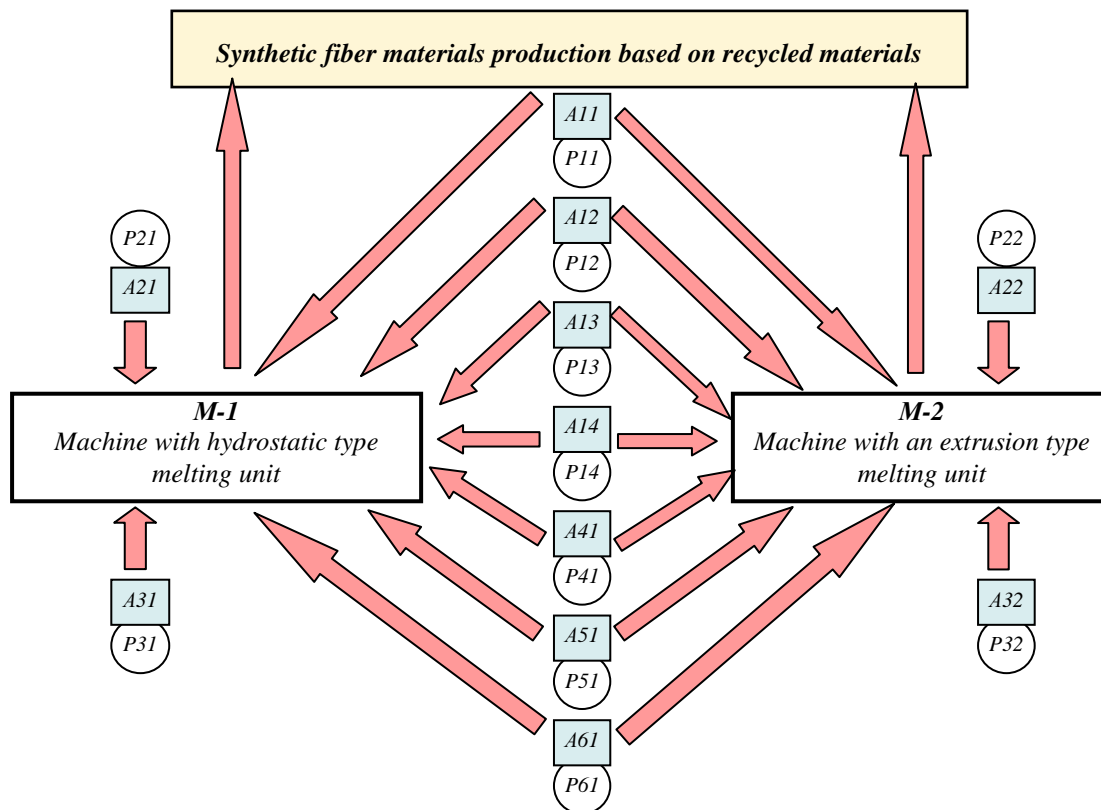 Synthetic fiber materials production based on recycled materials
A11
P11
A12
P12
P21
A21
P22
A22
A13
P13
M-1
Machine with hydrostatic type
melting unit
A14
P14
M-2
Machine with an extrusion type
melting unit
A41
P41
A31
P31
A32
P32
A51
P51
A61
P61